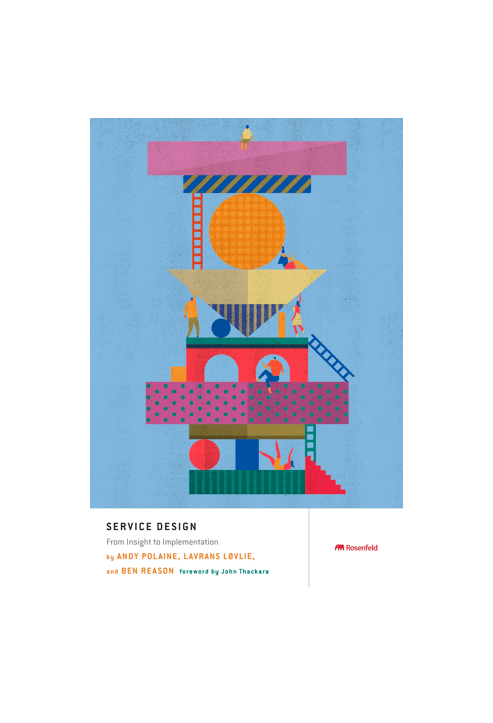 SERVICE DESIGN
From Insight to Implementation
by ANDY POLAINE, LAVRANS LØVLIE,
and BEN REASON foreword by John Thackara
Rosenfeld